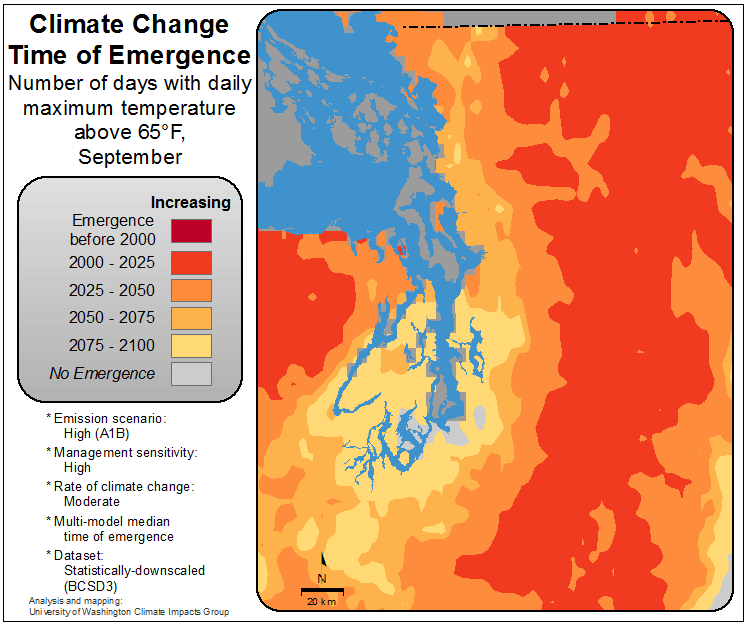 Climate Change
Time of Emergence
Number of days with daily
maximum temperature
above 65°F,
September
Increasing
Emergence
before 2000
2000 - 2025
2025 - 2050
2050 - 2075
2075 - 2100
No Emergence
* Emission scenario:
High (A1B)
* Management sensitivity:
High
* Rate of climate change:
Moderate
* Multi-model median
time of emergence
* Dataset:
Statistically-downscaled
(BCSD3)
Analysis and mapping:
University of Washington Climate Impacts Group
N
20 km